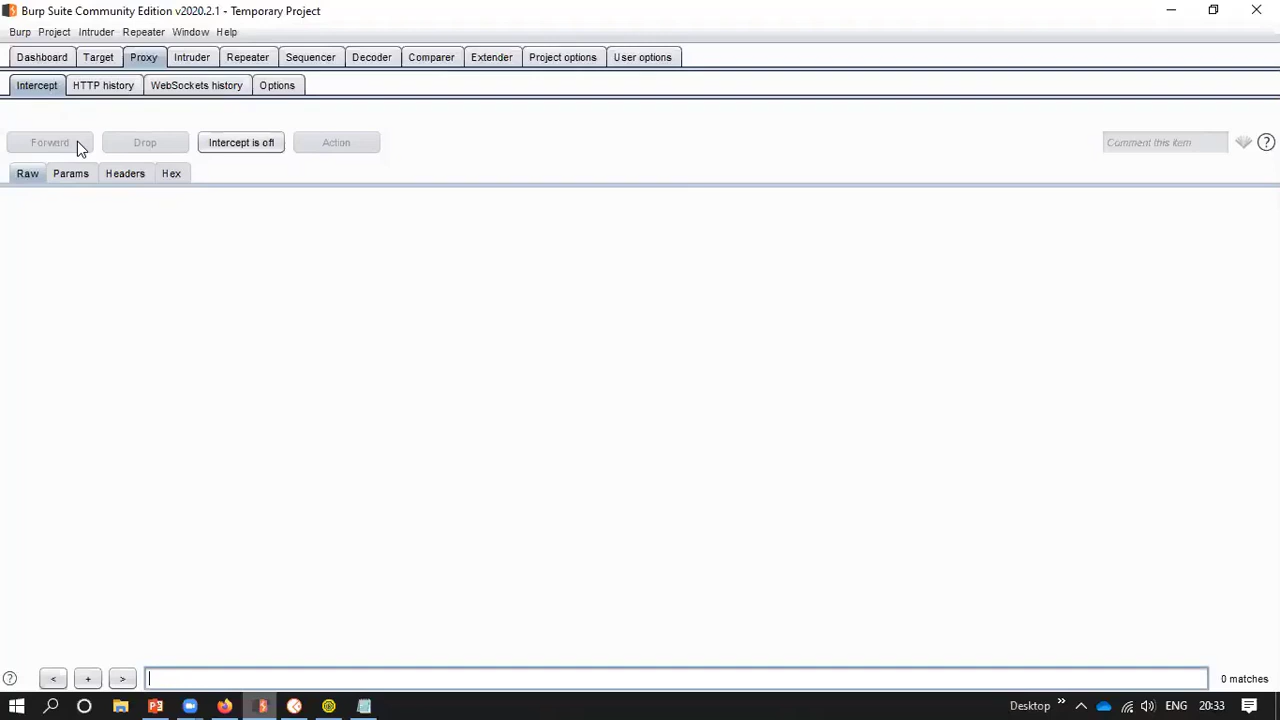 Burp Suite Community Edition v2020.2.1 - Temporary Project
Burp Project Intruder Repeater Window Help
Dashboard Target Proxy Intruder Repeater Sequencer Decoder Comparer Extender Project options User options
Intercept HTTP history WebSockets history Options
Forward Drop Intercept is off Action Comment this item ?
Raw Params Headers Hex
? < + > 0 matches
Desktop ENG 20:33